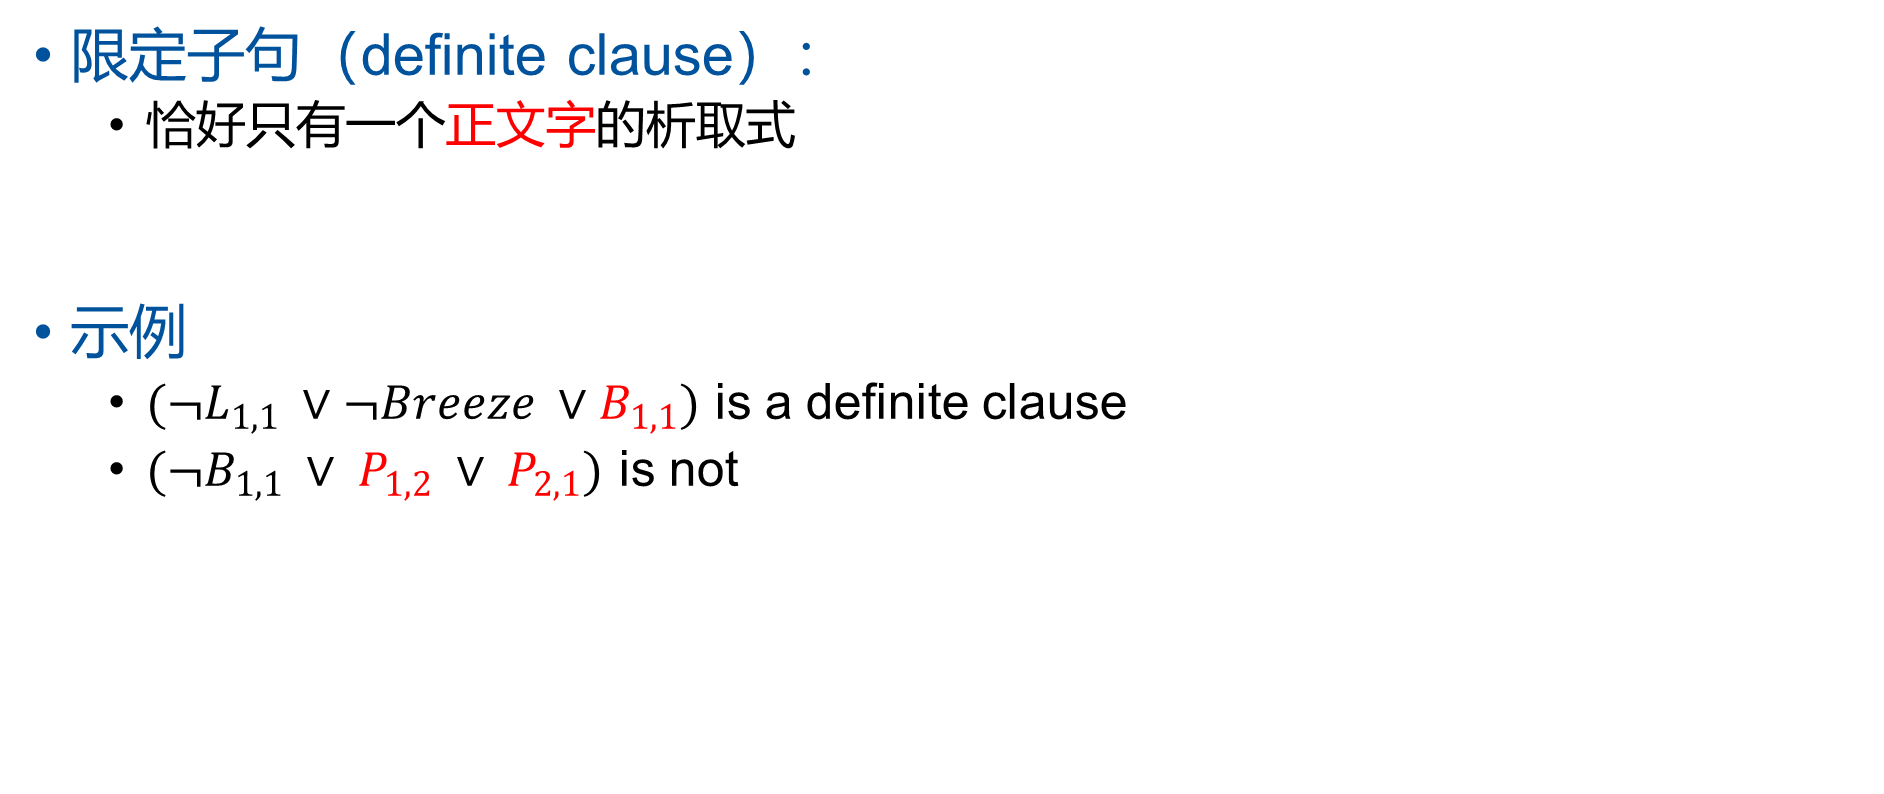 • 限定子句（definite clause）:
• 恰好只有一个正文字的析取式
• 示例
• (¬L₁,₁ ∨ ¬Breeze ∨ B₁,₁) is a definite clause
• (¬B₁,₁ ∨ P₁,₂ ∨ P₂,₁) is not